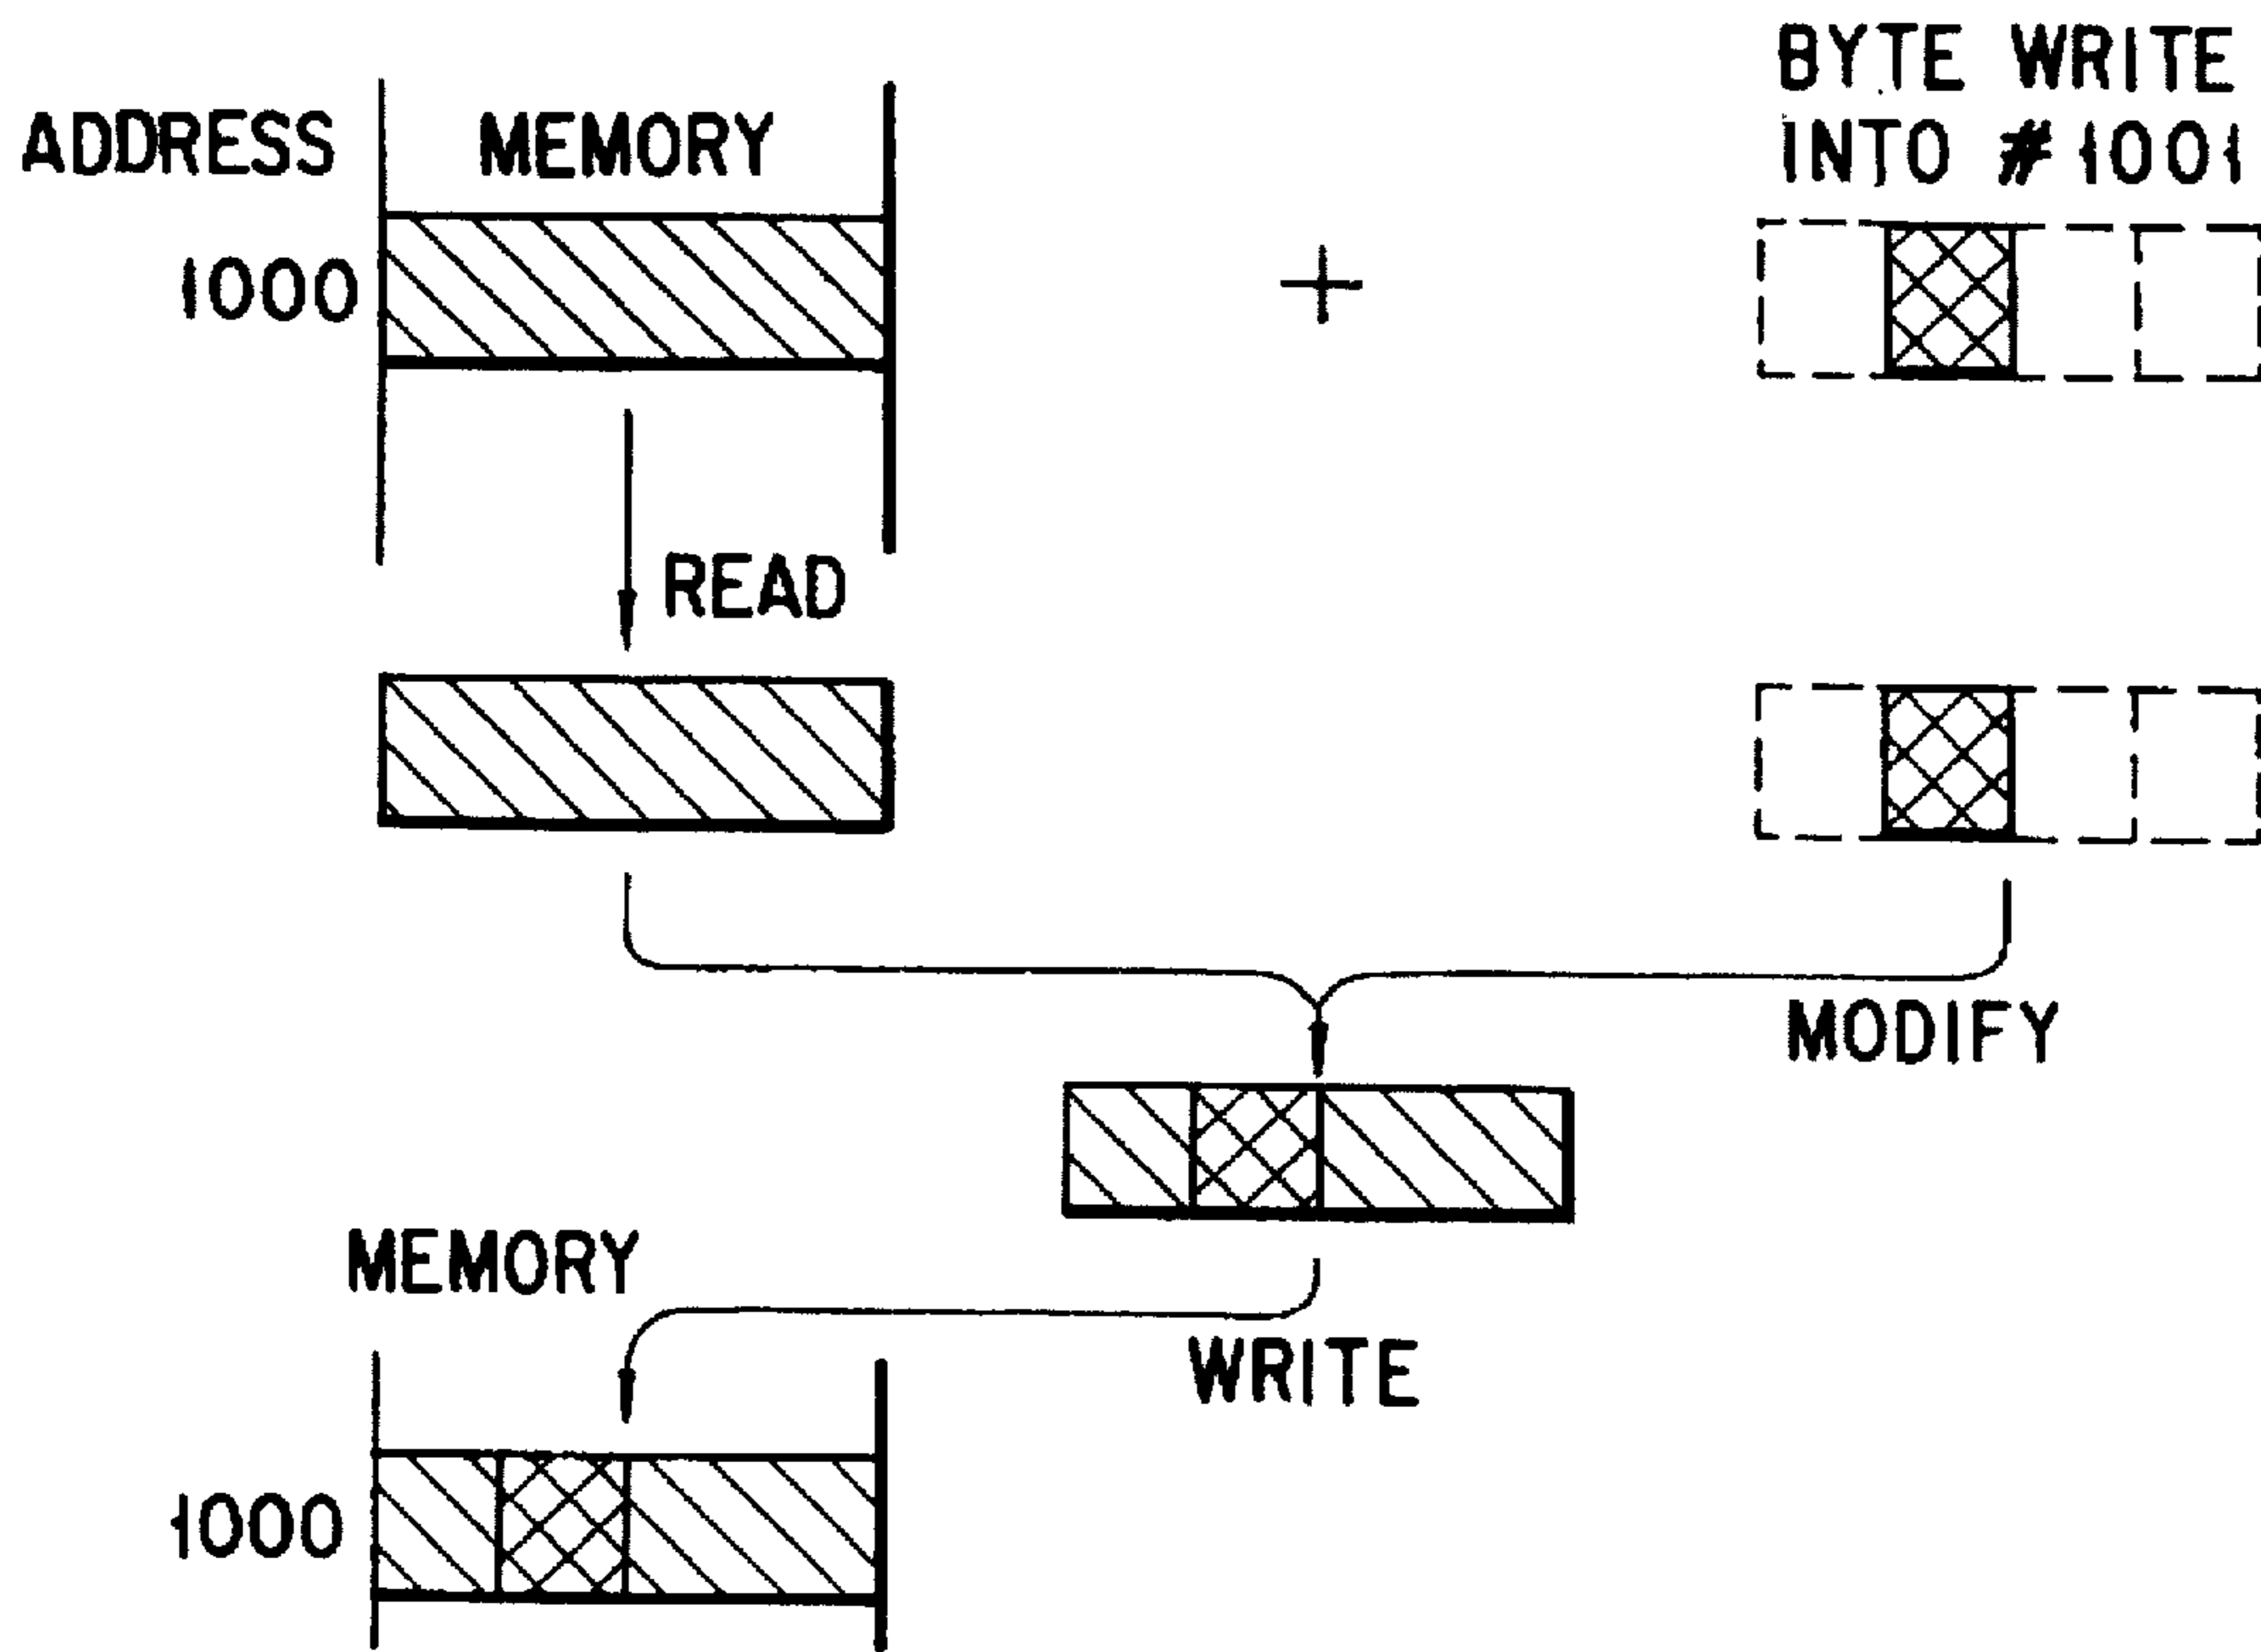 BYTE WRITE
INTO #1001
ADDRESS
MEMORY
1000
READ
MODIFY
MEMORY
WRITE
1000